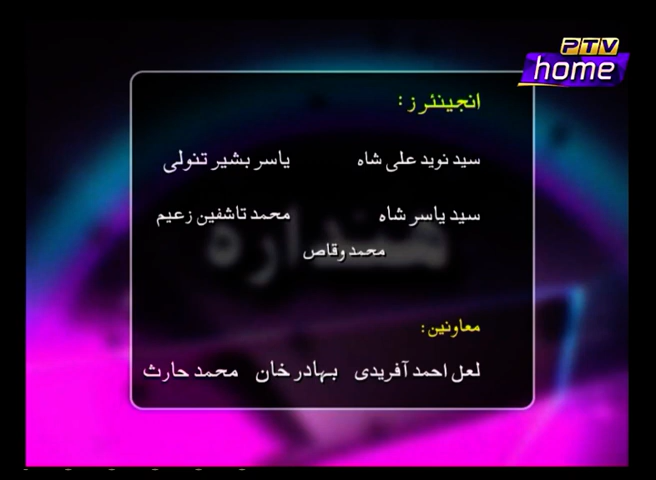 PTV
home
انجینئرز:
سید نوید علی شاہ یاسر بشیر تنولی
سید یاسر شاہ محمد تاشفین زعیم
محمد وقاص
ہنداره
معاونین:
لعل احمد آفریدی بہادر خان محمد حارث